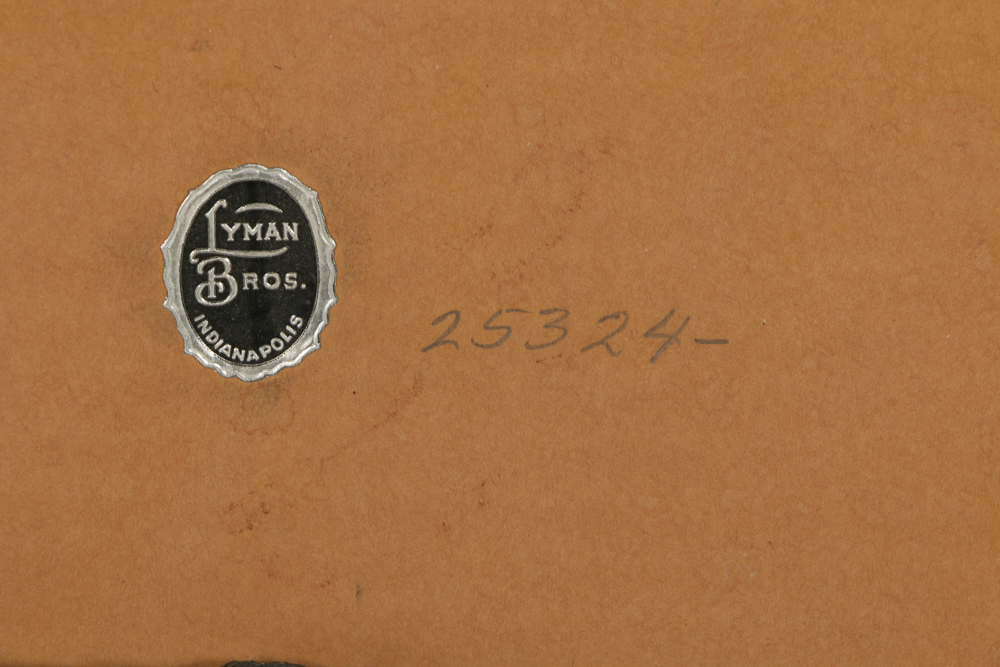 LYMAN
BROS.
INDIANAPOLIS
25324-